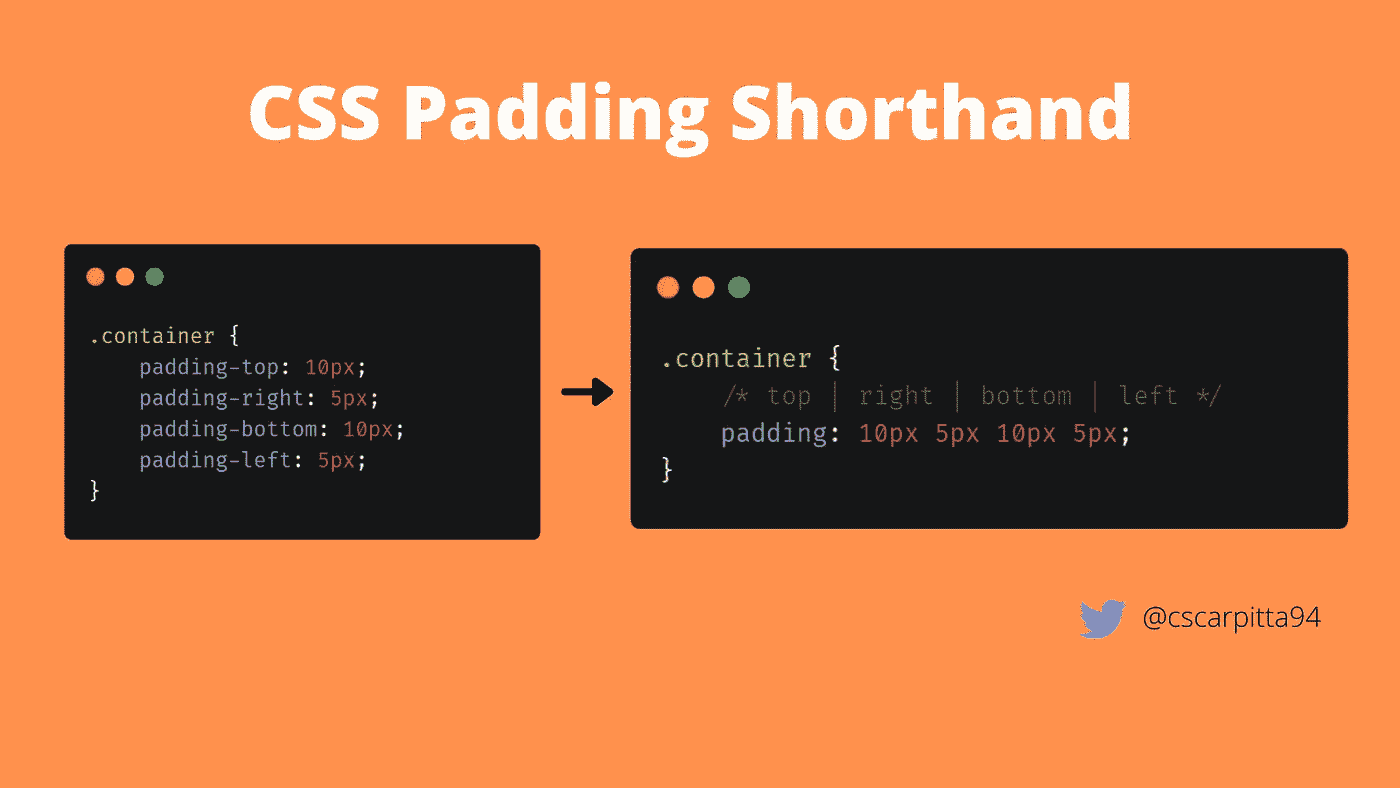 CSS Padding Shorthand
.container {
    padding-top: 10px;
    padding-right: 5px;
    padding-bottom: 10px;
    padding-left: 5px;
}
.container {
    /* top | right | bottom | left */
    padding: 10px 5px 10px 5px;
}
@cscarpitta94